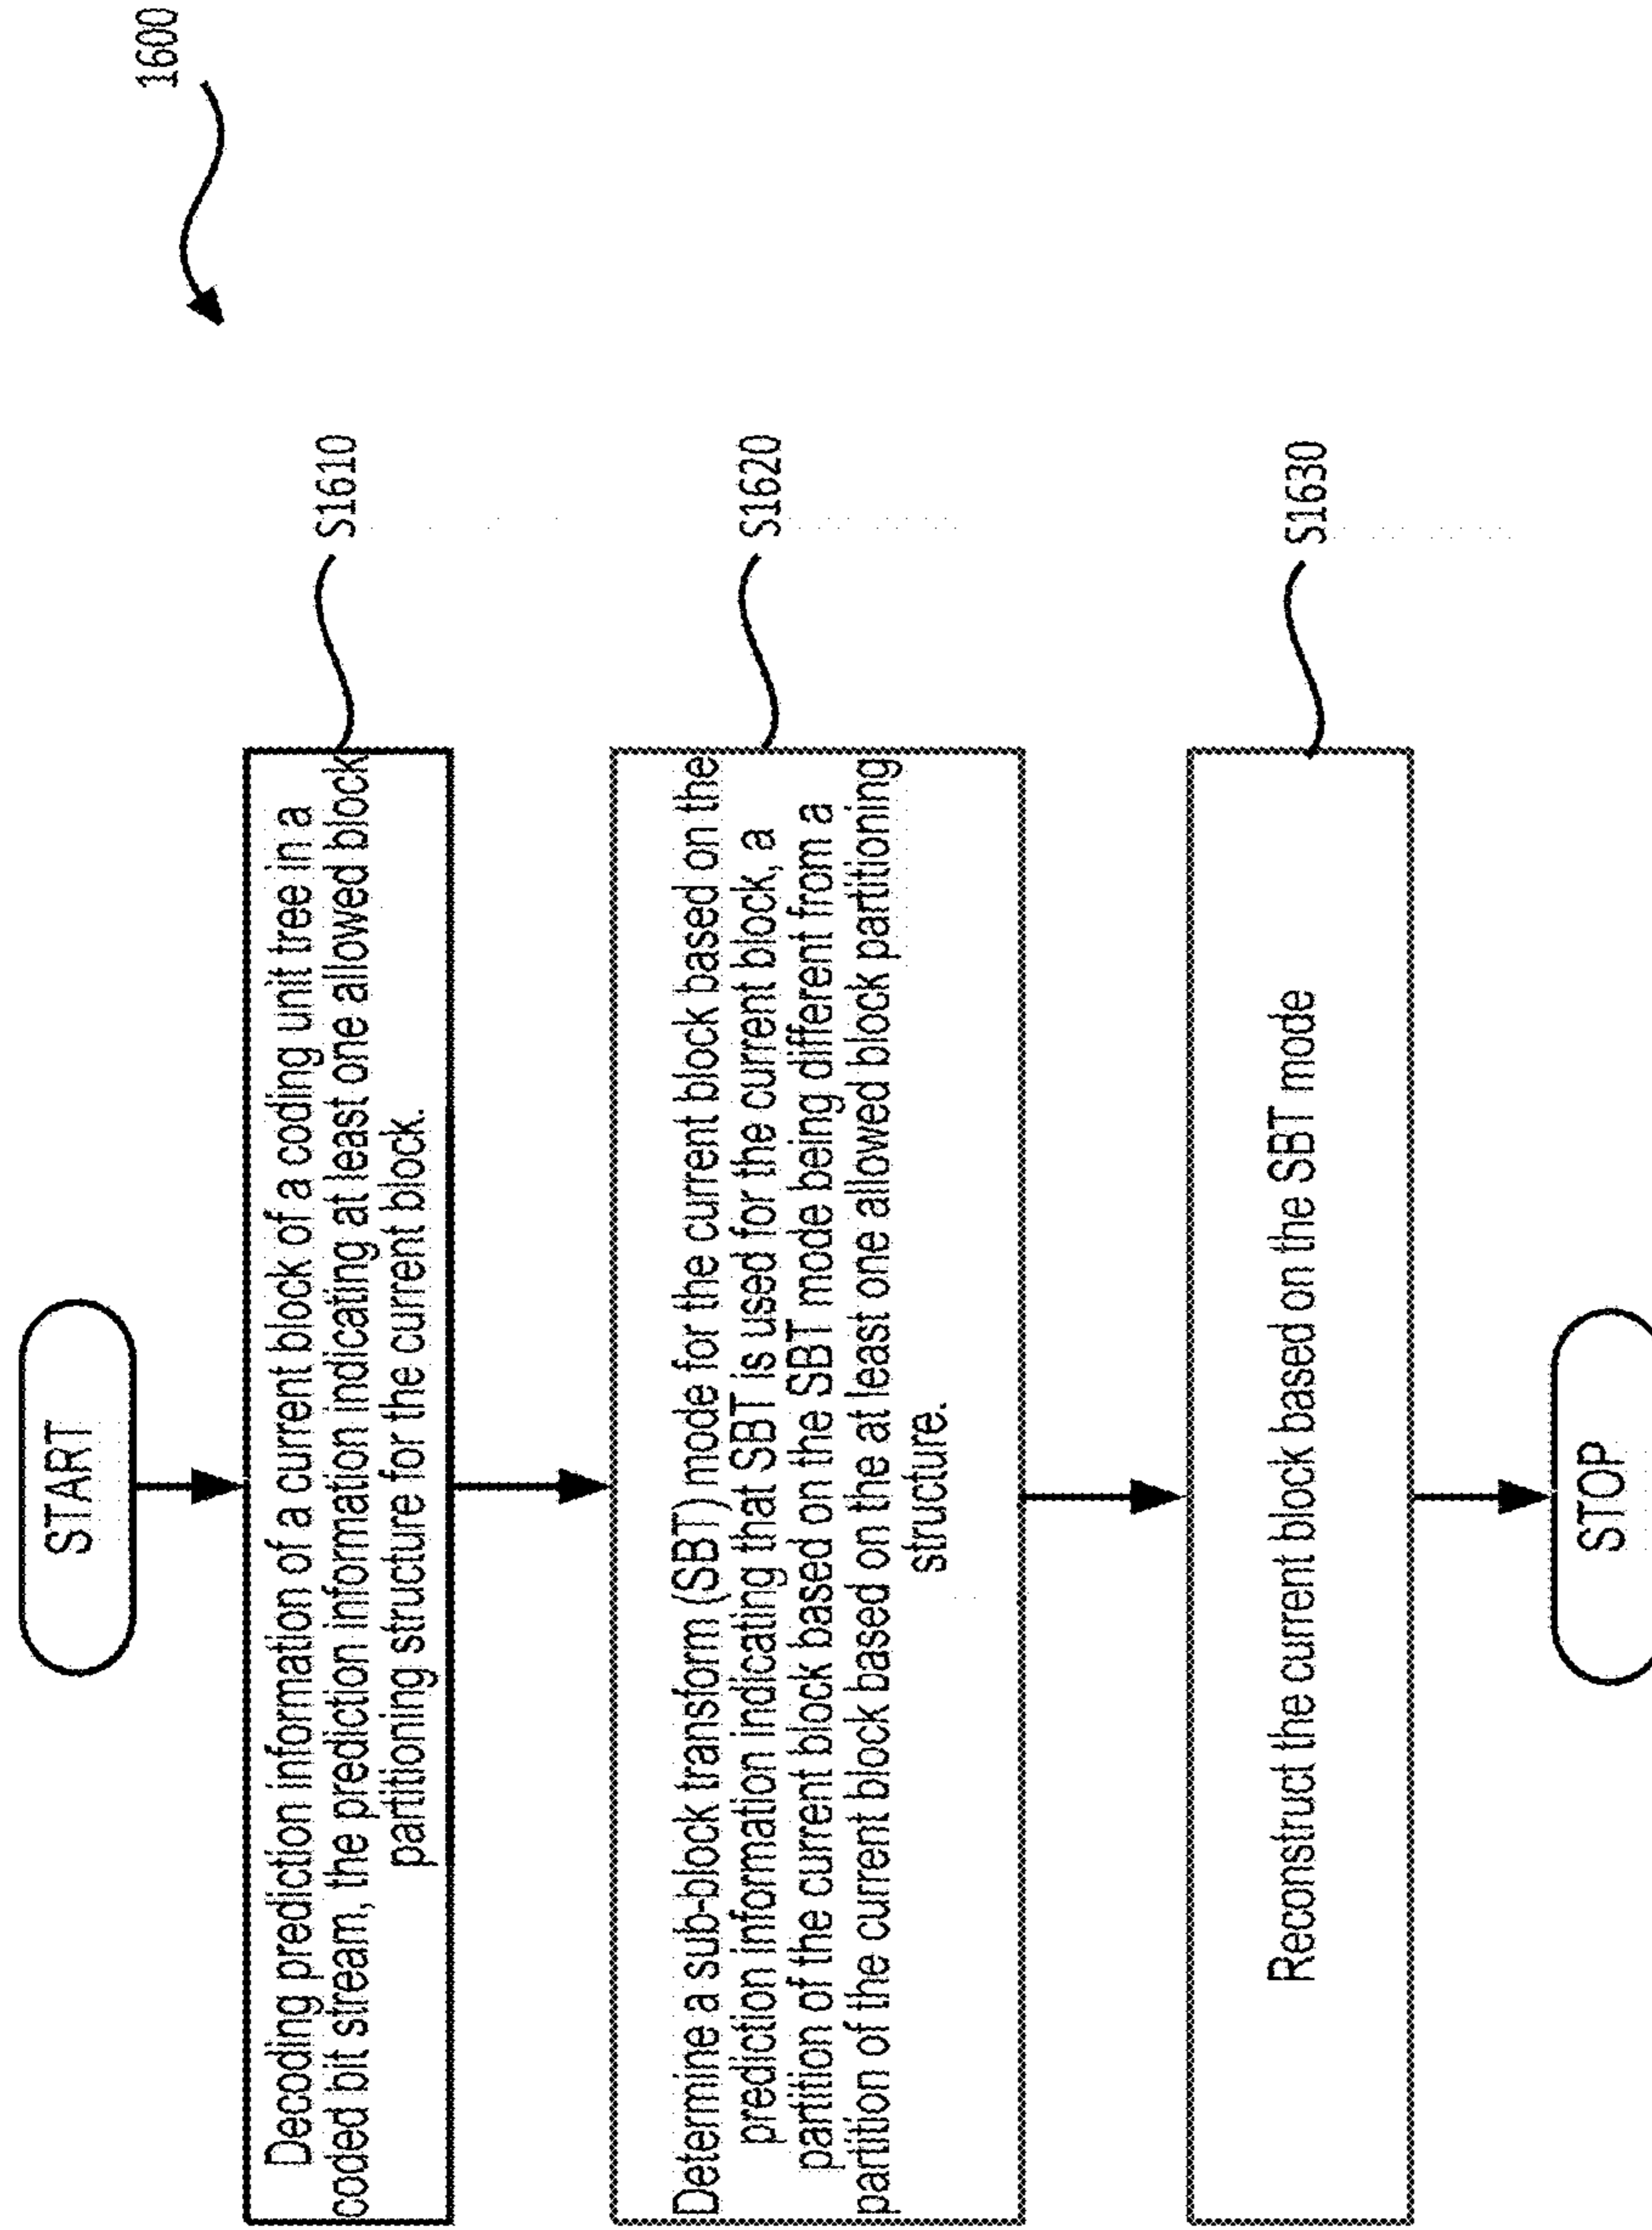 1600
START
S1610
Decoding prediction information of a current block of a coding unit tree in a
coded bit stream, the prediction information indicating at least one allowed block
partitioning structure for the current block.
S1620
Determine a sub-block transform (SBT) mode for the current block based on the
prediction information indicating that SBT is used for the current block, a
partition of the current block based on the SBT mode being different from a
partition of the current block based on the at least one allowed block partitioning
structure.
S1630
Reconstruct the current block based on the SBT mode
STOP